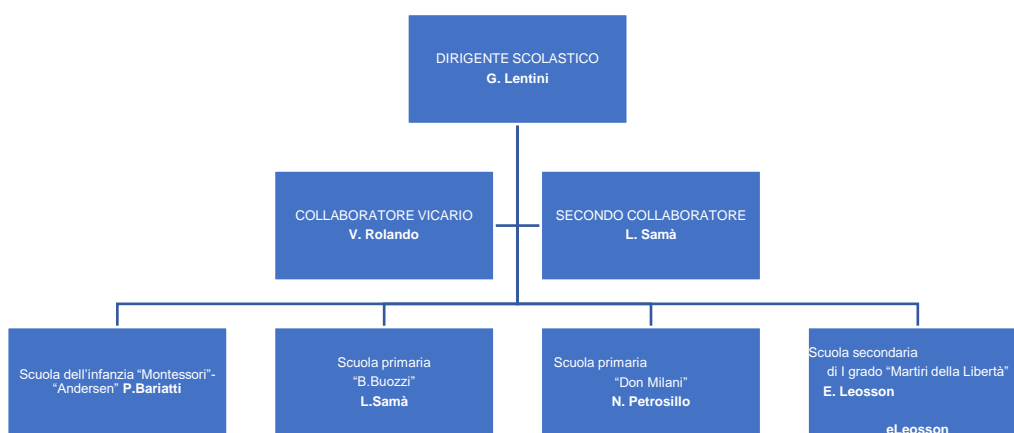 DIRIGENTE SCOLASTICO
G. Lentini
COLLABORATORE VICARIO
V. Rolando
SECONDO COLLABORATORE
L. Samà
Scuola dell'infanzia “Montessori”-
“Andersen” P.Bariatti
Scuola primaria
“B.Buozzi”
L.Samà
Scuola primaria
“Don Milani”
N. Petrosillo
Scuola secondaria
di I grado “Martiri della Libertà”
E. Leosson
eLeosson